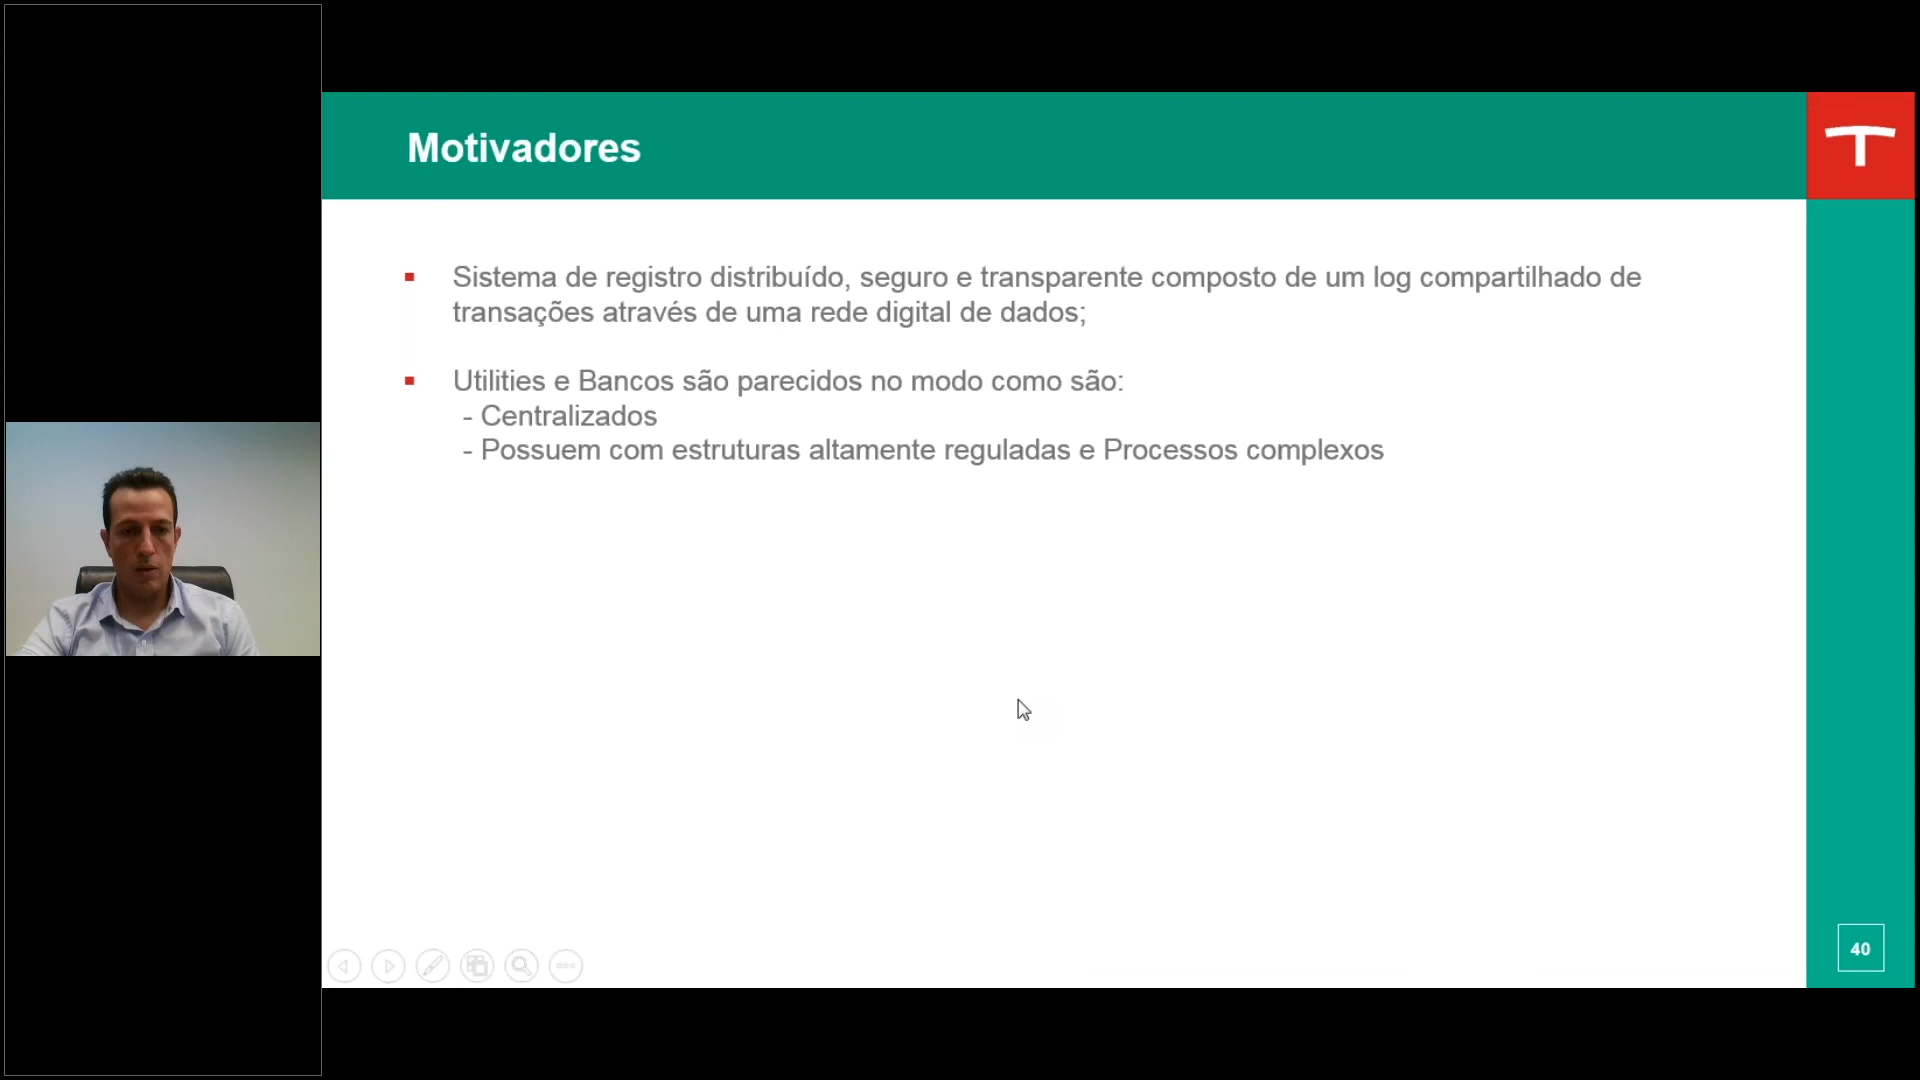 Motivadores
Sistema de registro distribuído, seguro e transparente composto de um log compartilhado de
transações através de uma rede digital de dados;
Utilities e Bancos são parecidos no modo como são:
- Centralizados
- Possuem com estruturas altamente reguladas e Processos complexos
40